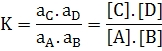 K = a_C. a_D / a_A. a_B = [C]. [D] / [A]. [B]